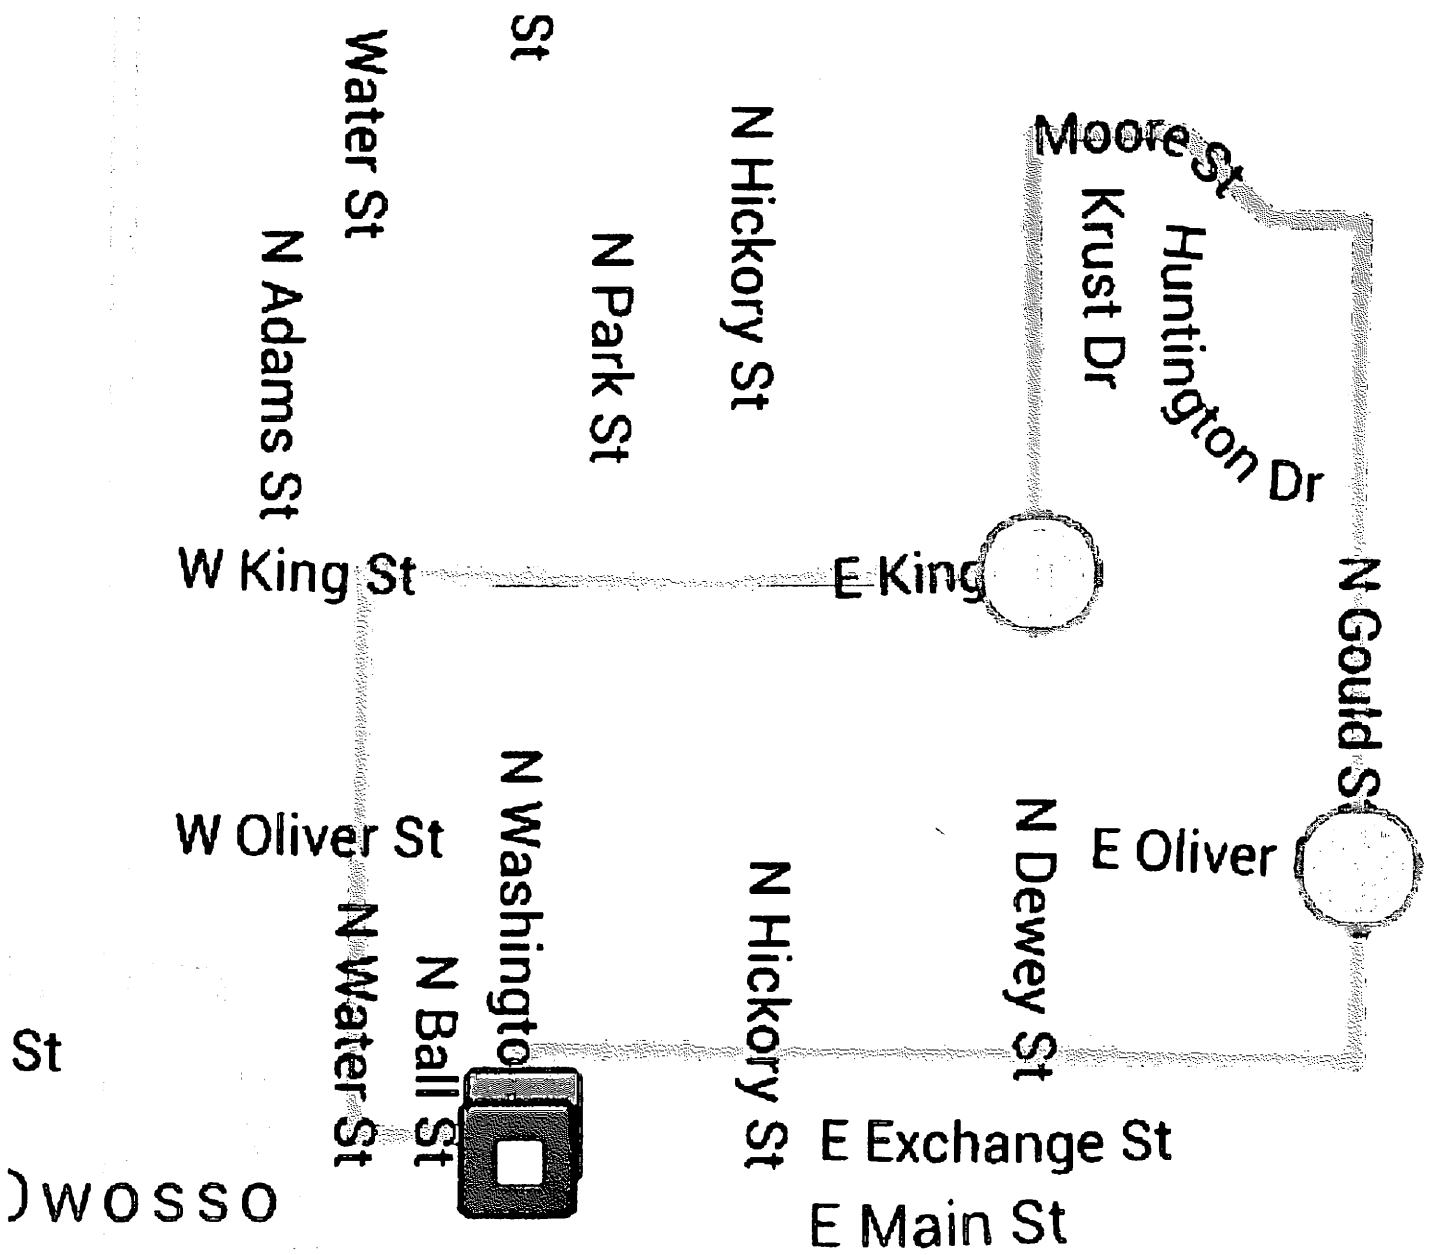 St
Water St
N Hickory St
Moore St
Krust Dr
Huntington Dr
N Adams St
N Park St
W King St
E King
N Gould S
N Washingto
W Oliver St
N Dewey St
E Oliver
N Hickory St
N Water St
N Ball St
St
E Exchange St
wosso
E Main St